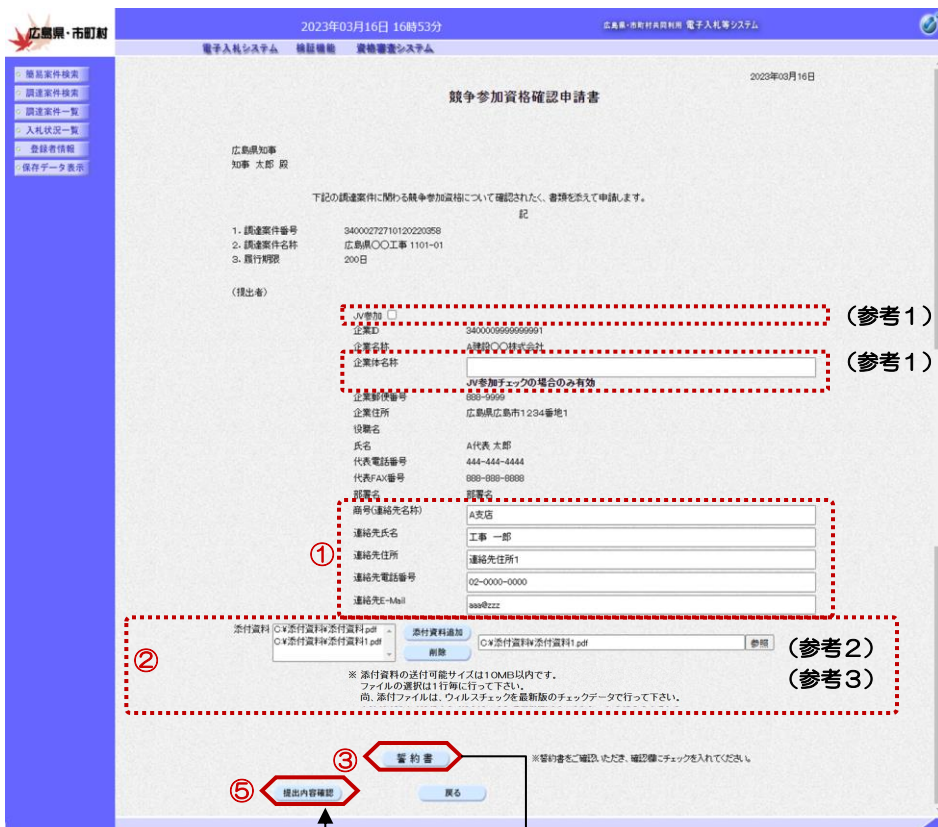 広島県・市町村
2023年03月16日 16時53分
広島県・市町村共同利用 電子入札等システム
電子入札システム 検証機能 資格審査システム
簡易案件検索
調達案件検索
調達案件一覧
入札状況一覧
登録者情報
保存データ表示
2023年03月16日
競争参加資格確認申請書
広島県知事
知事 太郎 殿
下記の調達案件に関わる競争参加資格について確認されたく、書類を添えて申請します。
記
1. 調達案件番号 34000272710120220358
2. 調達案件名称 広島県〇〇工事 1101-01
3. 履行期限 200日
(提出者)
JV参加
(参考1)
企業ID 3400009999999991
企業名称 A建設〇〇株式会社
企業体名称
(参考1)
JV参加チェックの場合のみ有効
企業郵便番号 888-9999
企業住所 広島県広島市1234番地1
役職名
氏名 A代表 太郎
代表電話番号 444-444-4444
代表FAX番号 888-888-8888
部署名 部署名
商号(連絡先名称) A支店
連絡先氏名 工事 一郎
①
連絡先住所 連絡先住所1
連絡先電話番号 02-0000-0000
連絡先E-Mail aaa@zzz
②
添付資料 C:¥添付資料¥添付資料.pdf
C:¥添付資料¥添付資料1.pdf
添付資料追加
削除
C:¥添付資料¥添付資料1.pdf 参照
(参考2)
(参考3)
※ 添付資料の送付可能サイズは10MB以内です。
ファイルの選択は1行毎に行って下さい。
尚、添付ファイルは、ウィルスチェックを最新版のチェックデータで行って下さい。
③ 誓約書 ※誓約書をご確認いただき、確認欄にチェックを入れてください。
⑤ 提出内容確認 戻る